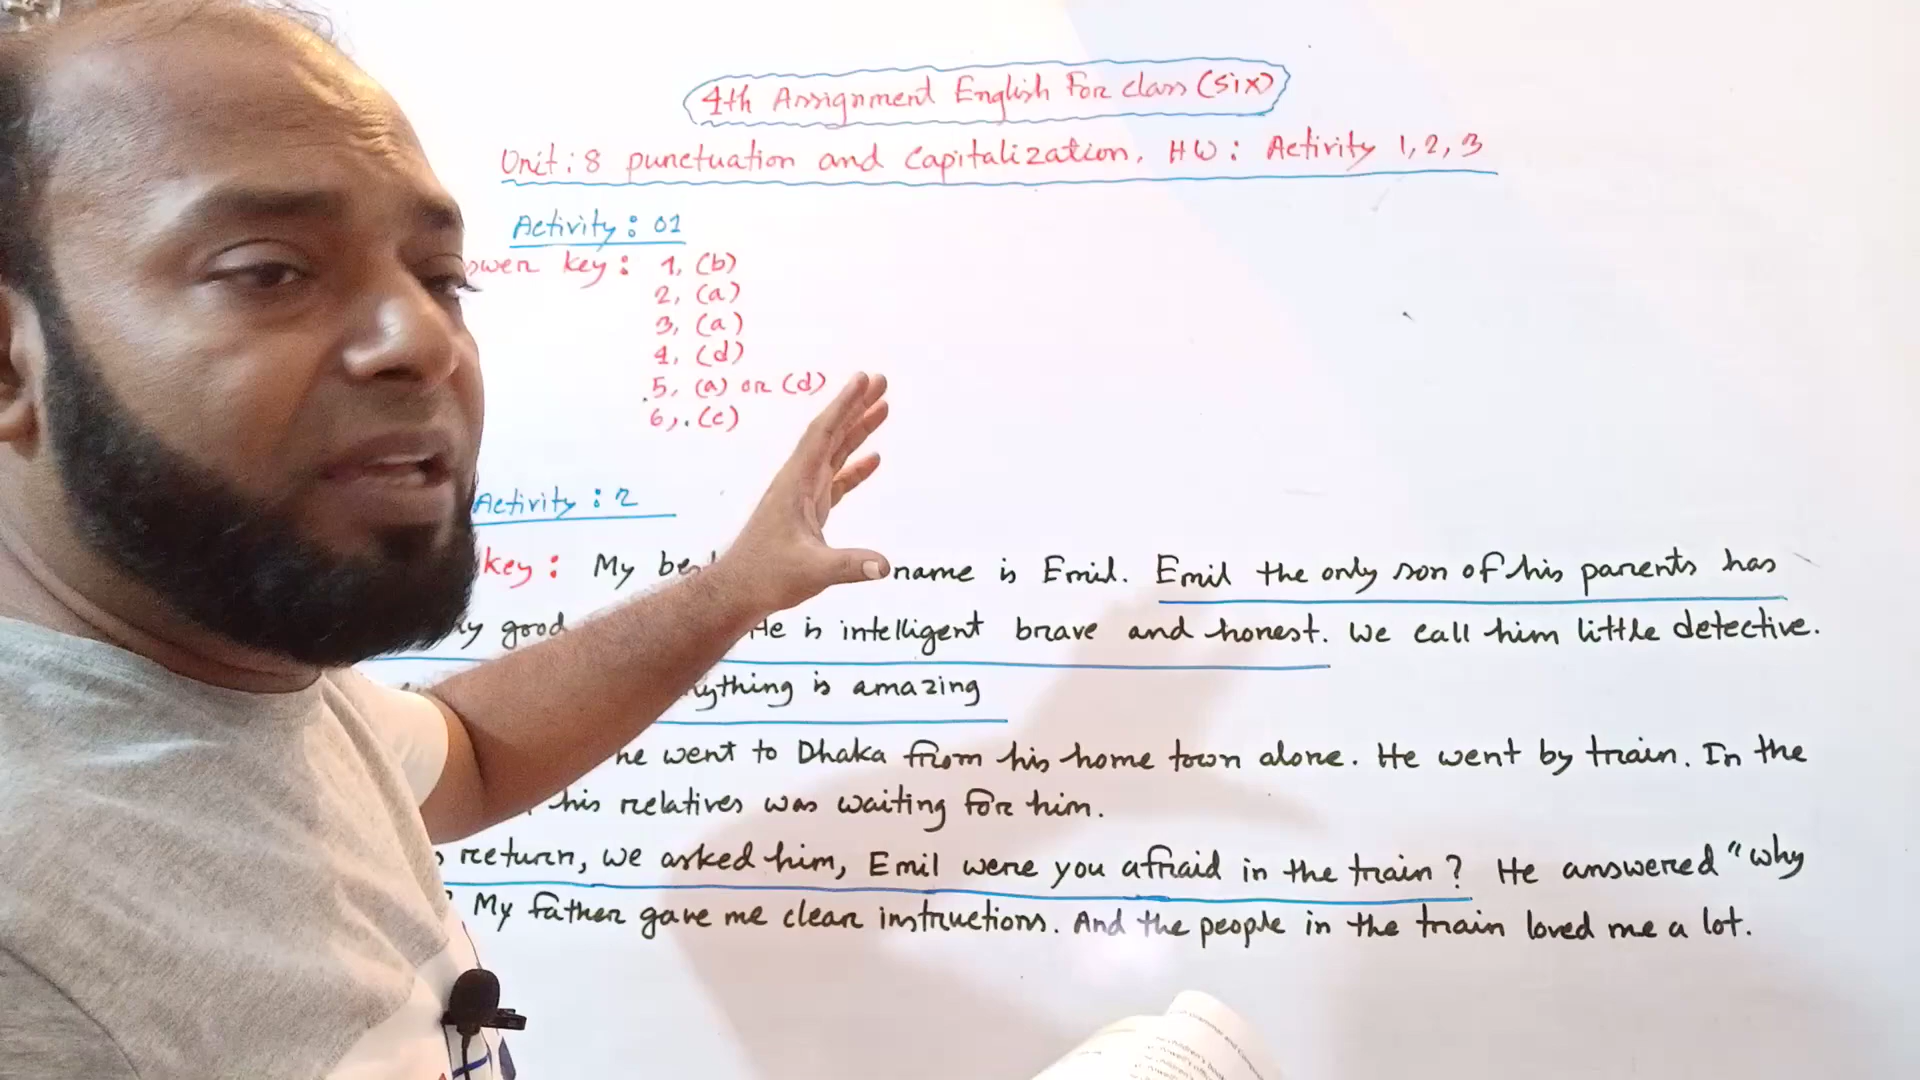 4th Assignment English For class (Six)
Unit: 8 punctuation and Capitalization. HW: Activity 1, 2, 3
Activity: 01
key: 1, (b)
2, (a)
3, (a)
4, (d)
5, (a) or (d)
6, (c)
Activity: 2
key: My name is Emil. Emil the only son of his parents has
good He is intelligent brave and honest. We call him little detective.
is amazing
he went to Dhaka from his home town alone. He went by train. In the
his relatives was waiting for him.
return, we asked him, Emil were you afraid in the train? He answered "why
My father gave me clear instructions. And the people in the train loved me a lot.